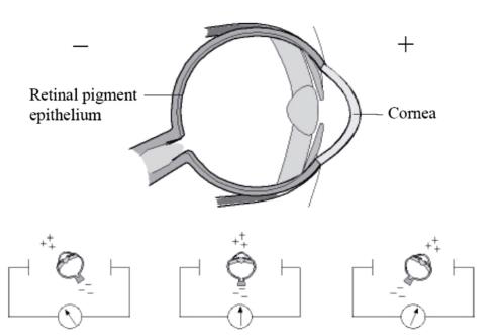 − +
Retinal pigment
epithelium
Cornea
+ + +
− −
+ + +
− −
+ + +
− −